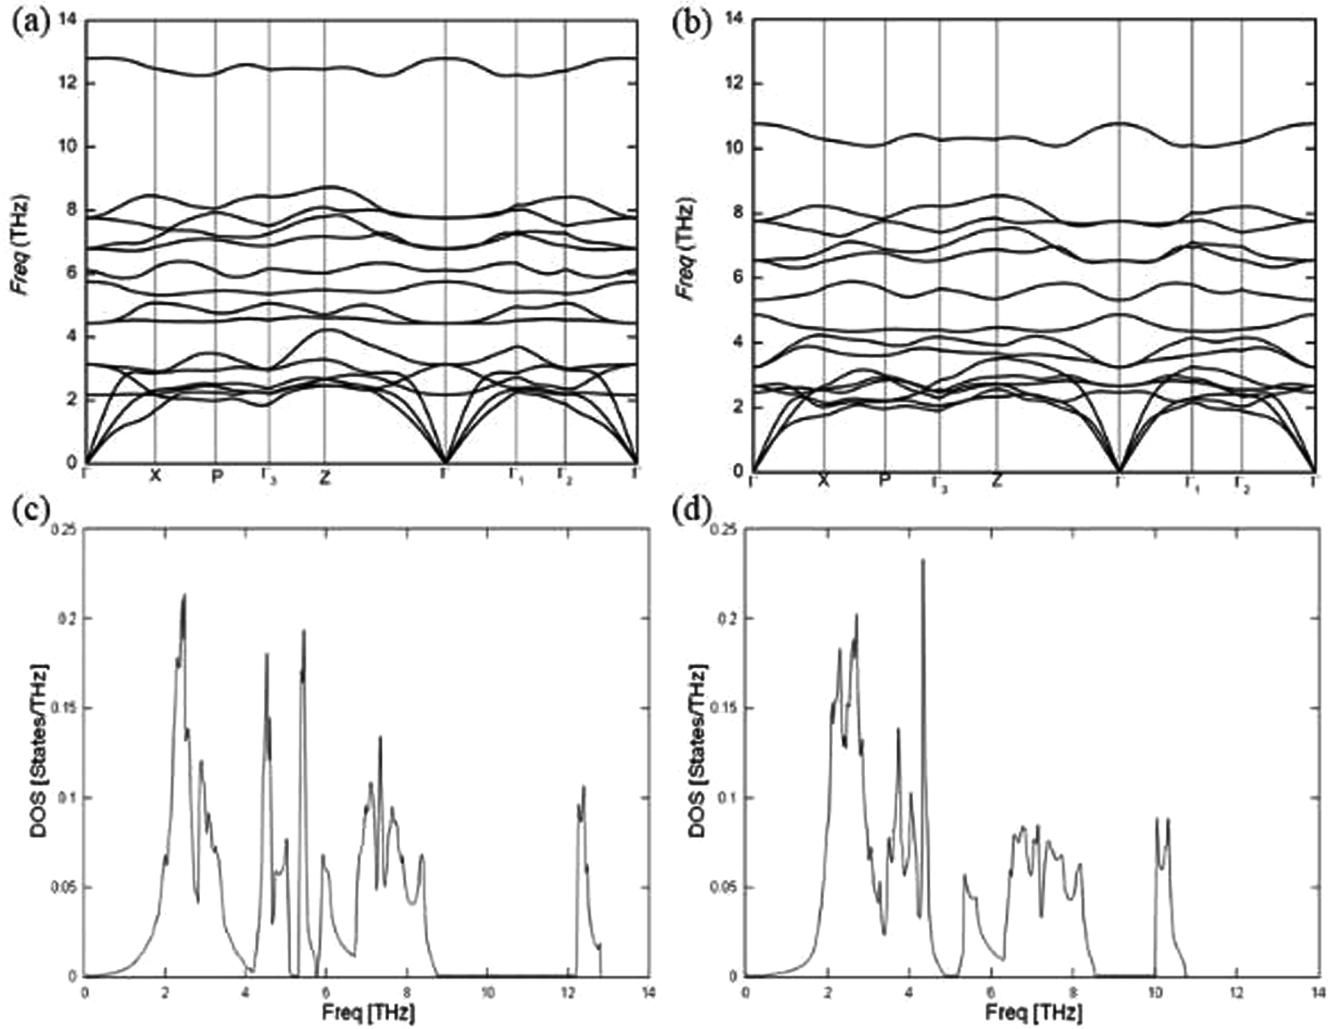 (a)
14
12
10
8
6
4
2
0
Freq (THz)
Γ X P Γ3 Z Γ Γ1 Γ2 Γ
(b)
14
12
10
8
6
4
2
0
Freq (THz)
Γ X P Γ3 Z Γ Γ1 Γ2 Γ
(c)
0.25
0.2
0.15
0.1
0.05
0
DOS [States/THz]
0 2 4 6 8 10 12 14
Freq [THz]
(d)
0.25
0.2
0.15
0.1
0.05
0
DOS [States/THz]
0 2 4 6 8 10 12 14
Freq [THz]